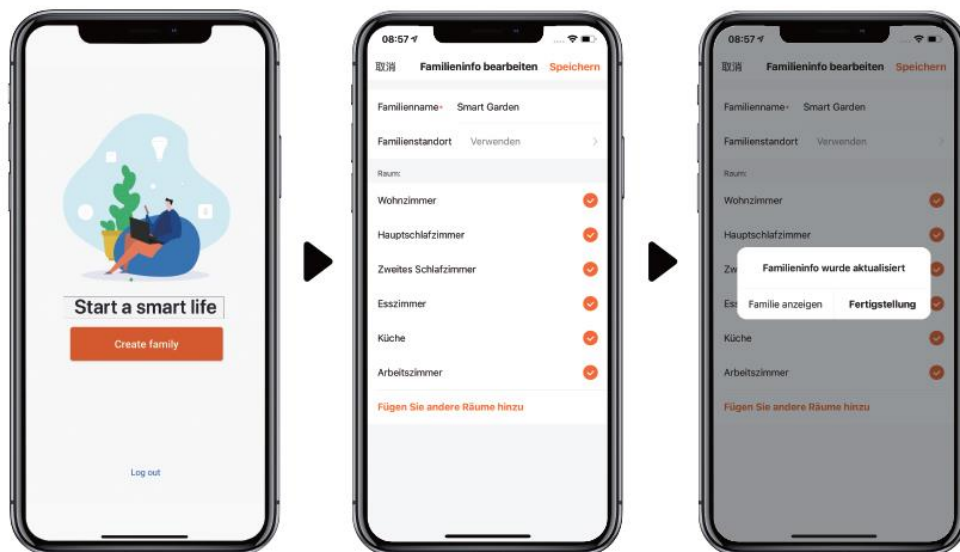 Start a smart life
Create family
Log out
08:57
取消 Familieninfo bearbeiten Speichern
Familienname* Smart Garden
Familienstandort Verwenden
Raum:
Wohnzimmer
Hauptschlafzimmer
Zweites Schlafzimmer
Esszimmer
Küche
Arbeitszimmer
Fügen Sie andere Räume hinzu
08:57
取消 Familieninfo bearbeiten Speichern
Familienname* Smart Garden
Familienstandort Verwenden
Raum:
Wohnzimmer
Hauptschlafzimmer
Zw
Familieninfo wurde aktualisiert
Ess
Familie anzeigen Fertigstellung
Küche
Arbeitszimmer
Fügen Sie andere Räume hinzu